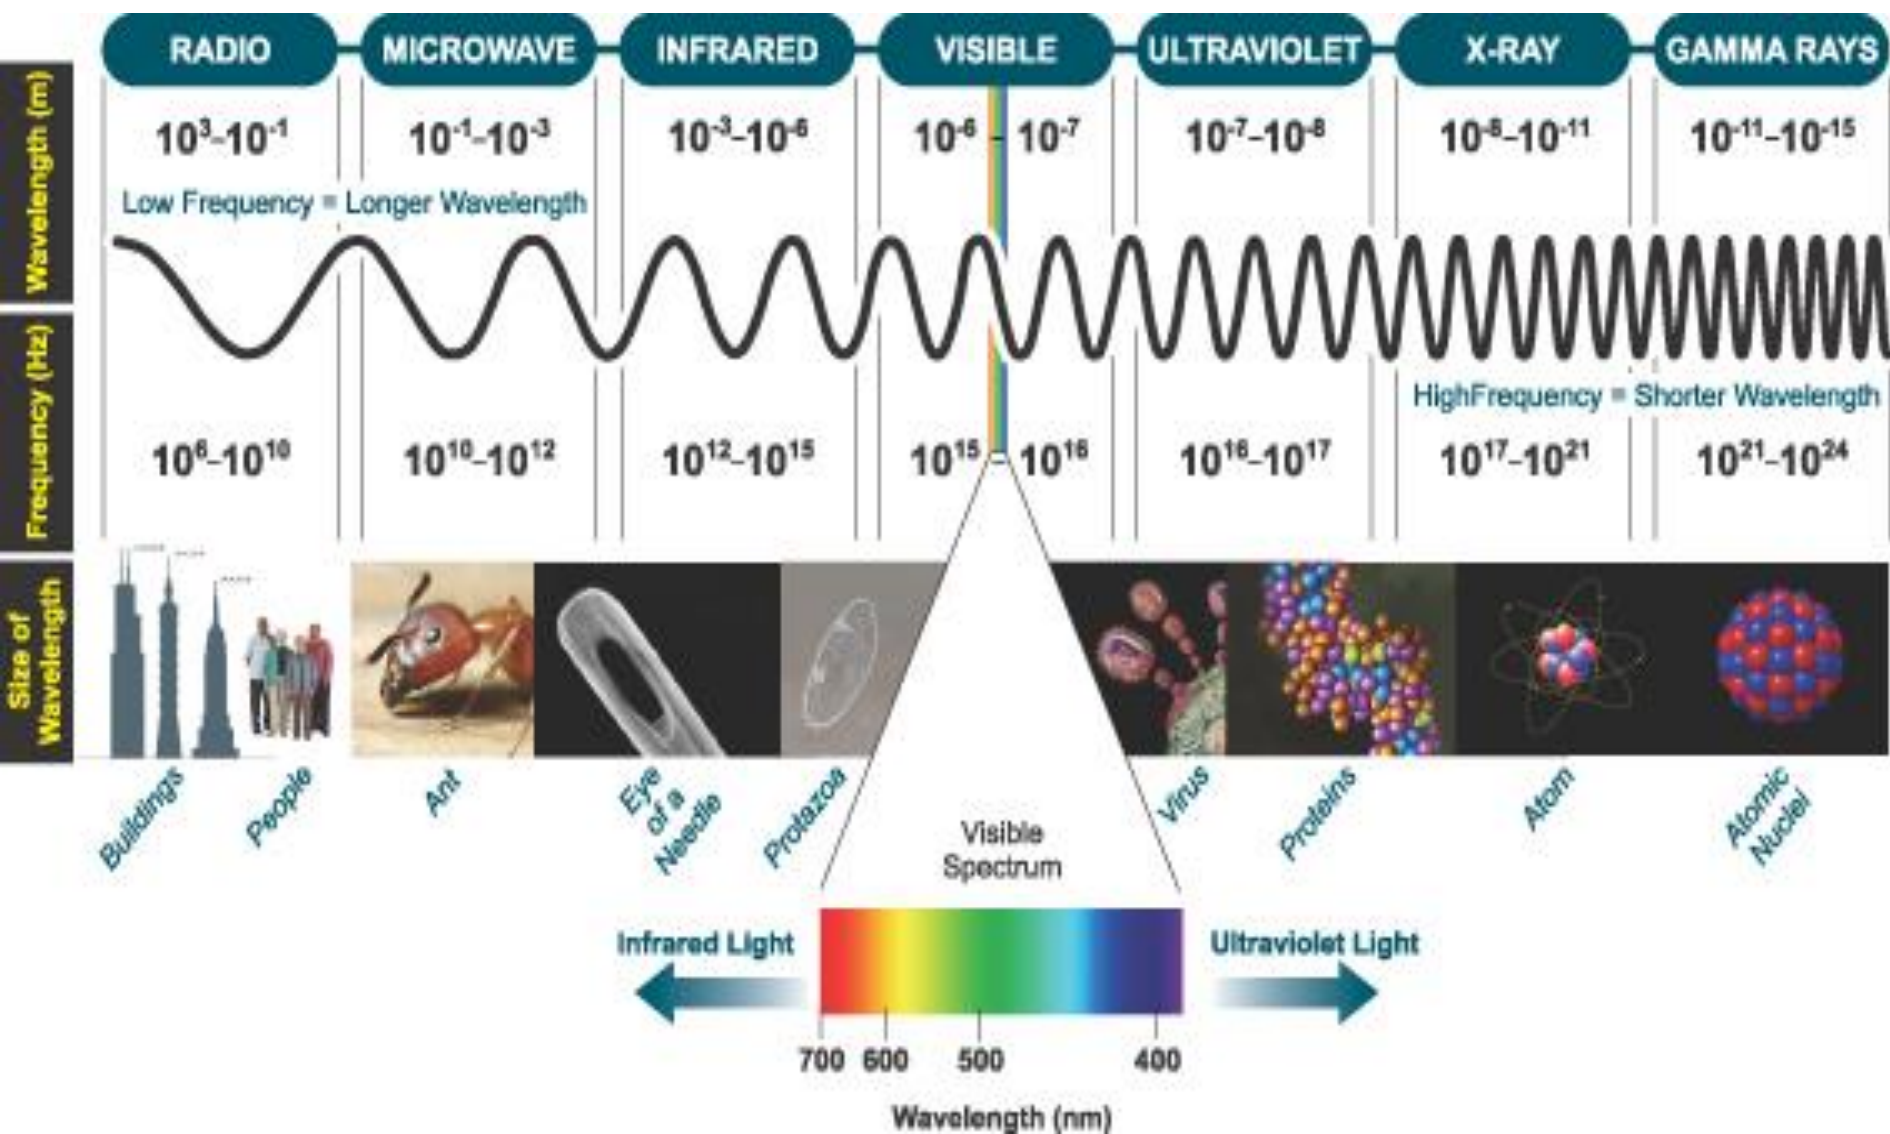 RADIO MICROWAVE INFRARED VISIBLE ULTRAVIOLET X-RAY GAMMA RAYS
Wavelength (m)
10³–10⁻¹ 10⁻¹–10⁻³ 10⁻³–10⁻⁶ 10⁻⁶ – 10⁻⁷ 10⁻⁷–10⁻⁸ 10⁻⁸–10⁻¹¹ 10⁻¹¹–10⁻¹⁵
Low Frequency = Longer Wavelength
HighFrequency = Shorter Wavelength
Frequency (Hz)
10⁶–10¹⁰ 10¹⁰–10¹² 10¹²–10¹⁵ 10¹⁵ – 10¹⁶ 10¹⁶–10¹⁷ 10¹⁷–10²¹ 10²¹–10²⁴
Size of
Wavelength
Buildings
People
Ant
Eye
of a
Needle
Protazoa
Virus
Proteins
Atom
Atomic
Nuclei
Visible
Spectrum
Infrared Light
Ultraviolet Light
700 600 500 400
Wavelength (nm)